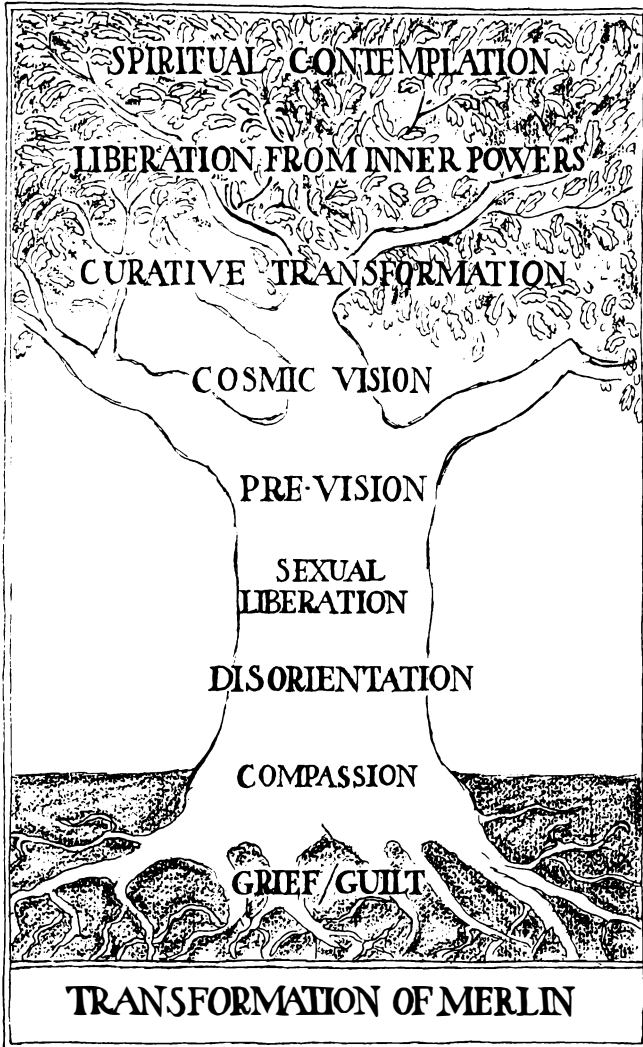 SPIRITUAL CONTEMPLATION
LIBERATION FROM INNER POWERS
CURATIVE TRANSFORMATION
COSMIC VISION
PRE-VISION
SEXUAL
LIBERATION
DISORIENTATION
COMPASSION
GRIEF/GUILT
TRANSFORMATION OF MERLIN